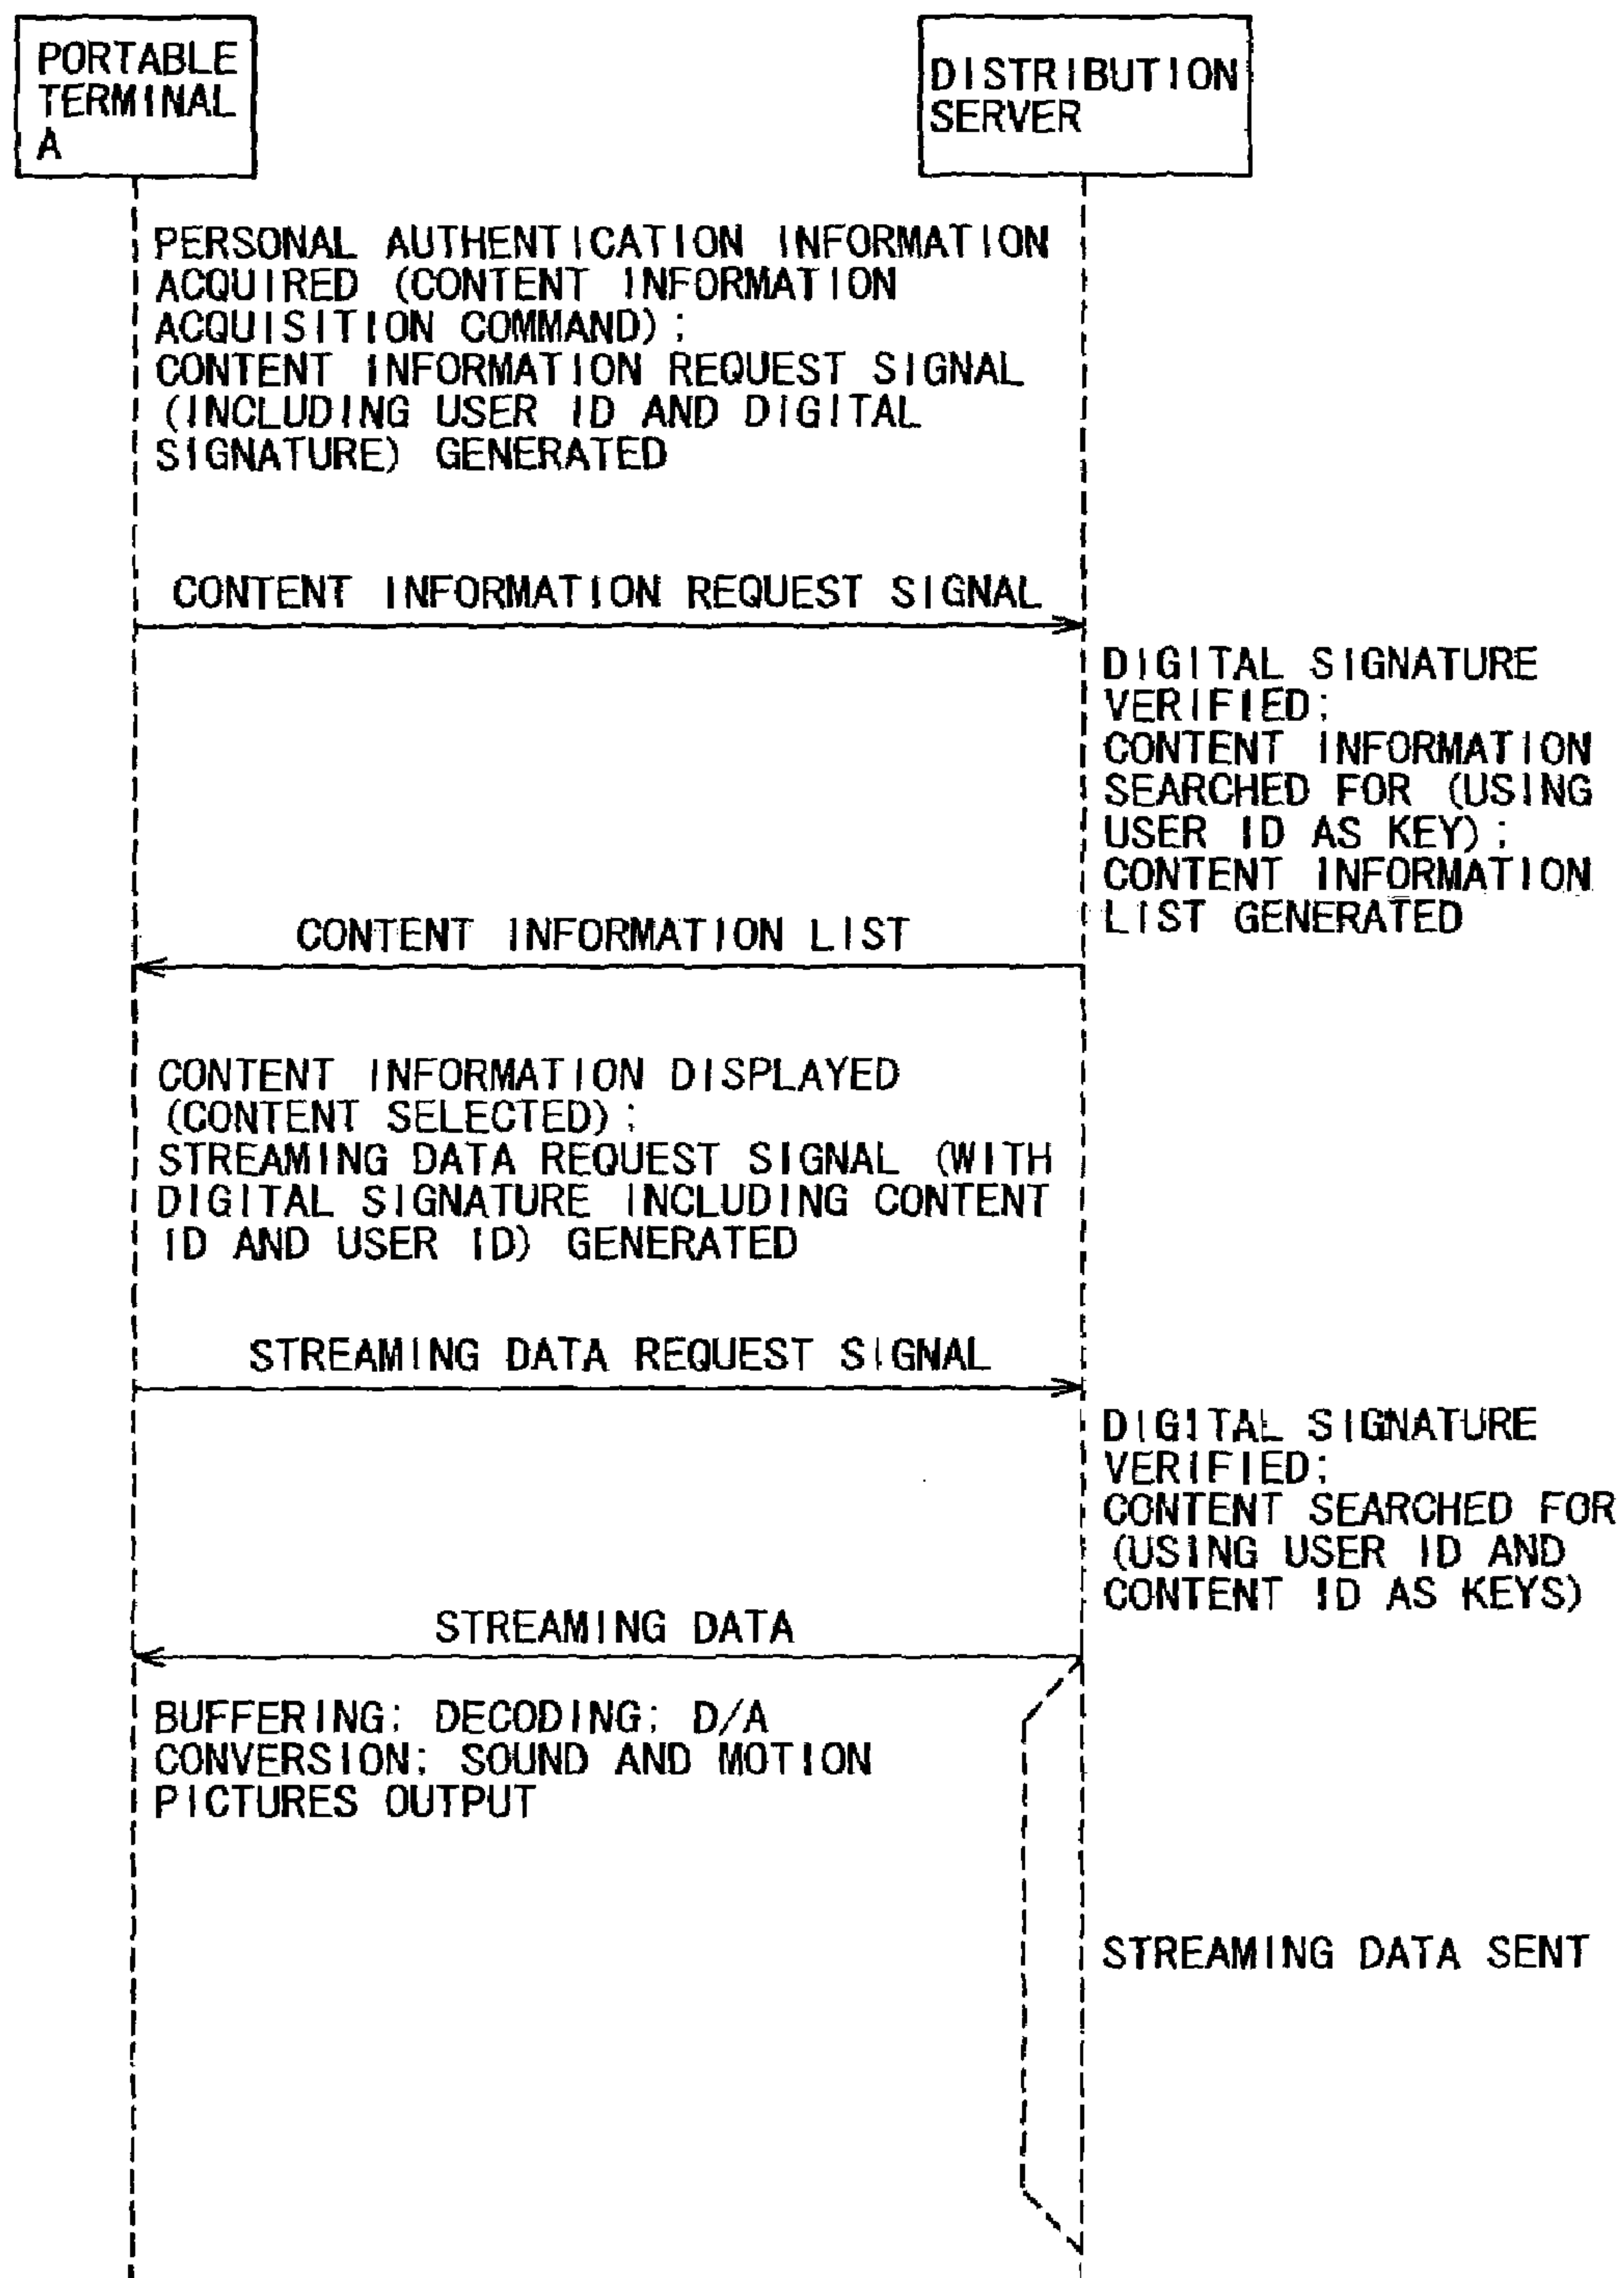 PORTABLE
TERMINAL
A
DISTRIBUTION
SERVER
PERSONAL AUTHENTICATION INFORMATION
ACQUIRED (CONTENT INFORMATION
ACQUISITION COMMAND);
CONTENT INFORMATION REQUEST SIGNAL
(INCLUDING USER ID AND DIGITAL
SIGNATURE) GENERATED
CONTENT INFORMATION REQUEST SIGNAL
DIGITAL SIGNATURE
VERIFIED;
CONTENT INFORMATION
SEARCHED FOR (USING
USER ID AS KEY);
CONTENT INFORMATION
LIST GENERATED
CONTENT INFORMATION LIST
CONTENT INFORMATION DISPLAYED
(CONTENT SELECTED);
STREAMING DATA REQUEST SIGNAL (WITH
DIGITAL SIGNATURE INCLUDING CONTENT
ID AND USER ID) GENERATED
STREAMING DATA REQUEST SIGNAL
DIGITAL SIGNATURE
VERIFIED;
CONTENT SEARCHED FOR
(USING USER ID AND
CONTENT ID AS KEYS)
STREAMING DATA
BUFFERING; DECODING; D/A
CONVERSION; SOUND AND MOTION
PICTURES OUTPUT
STREAMING DATA SENT